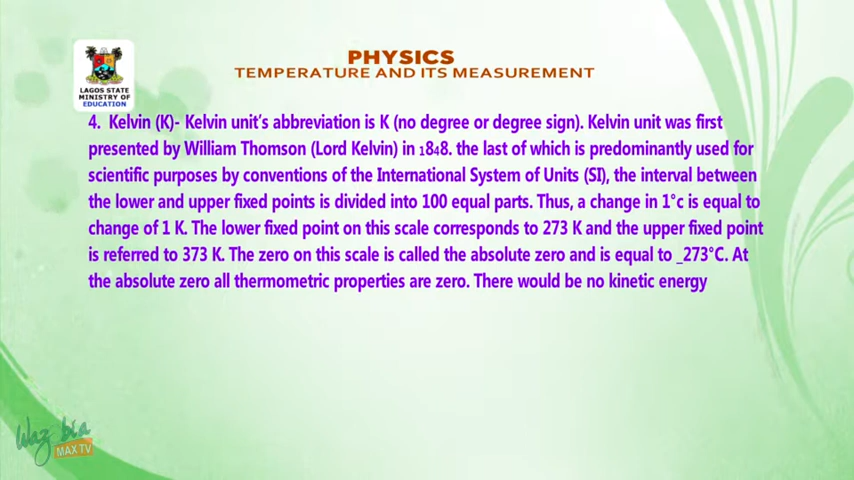 PHYSICS
TEMPERATURE AND ITS MEASUREMENT
LAGOS STATE
MINISTRY OF
EDUCATION
4. Kelvin (K)- Kelvin unit's abbreviation is K (no degree or degree sign). Kelvin unit was first
presented by William Thomson (Lord Kelvin) in 1848. the last of which is predominantly used for
scientific purposes by conventions of the International System of Units (SI), the interval between
the lower and upper fixed points is divided into 100 equal parts. Thus, a change in 1°c is equal to
change of 1 K. The lower fixed point on this scale corresponds to 273 K and the upper fixed point
is referred to 373 K. The zero on this scale is called the absolute zero and is equal to _273°C. At
the absolute zero all thermometric properties are zero. There would be no kinetic energy
Waz bia
MAX TV